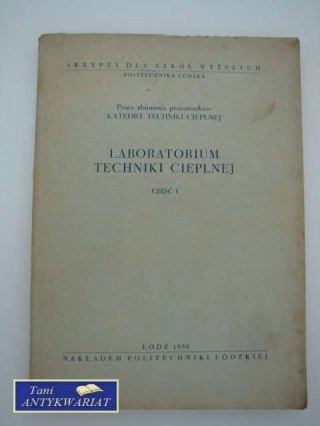 SKRYPTY DLA SZKÓŁ WYŻSZYCH
POLITECHNIKA ŁÓDZKA
Praca zbiorowa pracowników
KATEDRY TECHNIKI CIEPLNEJ
LABORATORIUM
TECHNIKI CIEPLNEJ
CZĘŚĆ I
ŁÓDŹ 1956
NAKŁADEM POLITECHNIKI ŁÓDZKIEJ
Tani
ANTYKWARIAT